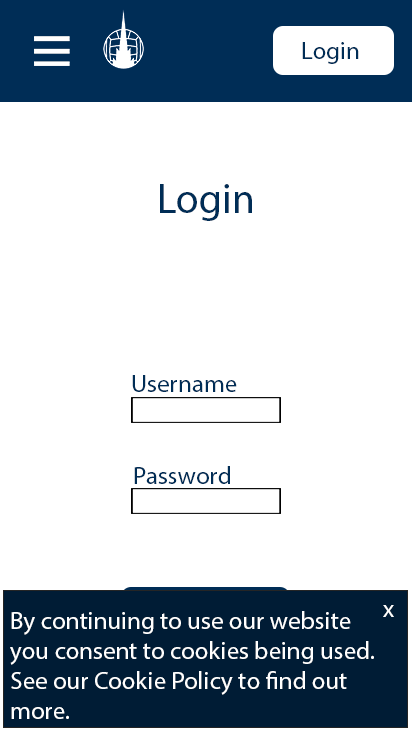 Login
Login
Username
Password
x
By continuing to use our website
you consent to cookies being used.
See our Cookie Policy to find out
more.